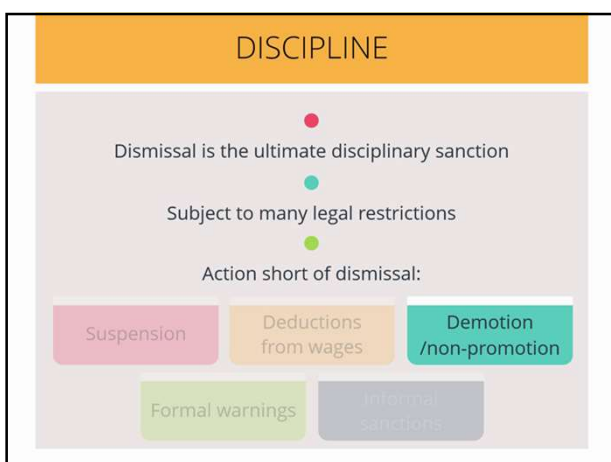 DISCIPLINE
Dismissal is the ultimate disciplinary sanction
Subject to many legal restrictions
Action short of dismissal:
Suspension
Deductions
from wages
Demotion
/non-promotion
Formal warnings
Informal
sanctions